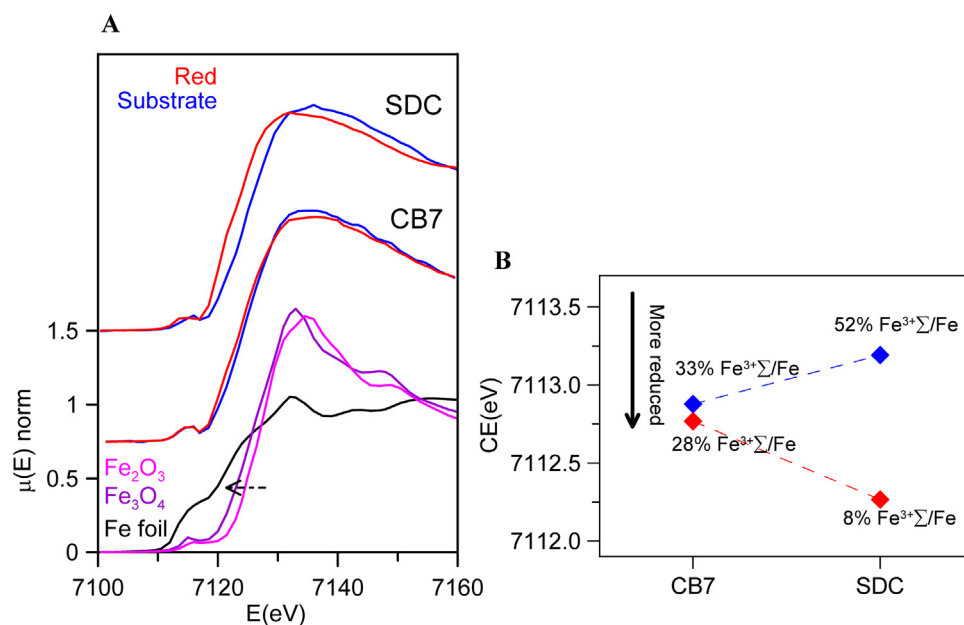 A
Red
Substrate
SDC
CB7
1.5
1
0.5
0
μ(E) norm
Fe₂O₃
Fe₃O₄
Fe foil
7100
7120
7140
7160
E(eV)
B
7113.5
7113.0
7112.5
7112.0
CE(eV)
More reduced
52% Fe³⁺∑/Fe
33% Fe³⁺∑/Fe
28% Fe³⁺∑/Fe
8% Fe³⁺∑/Fe
CB7
SDC